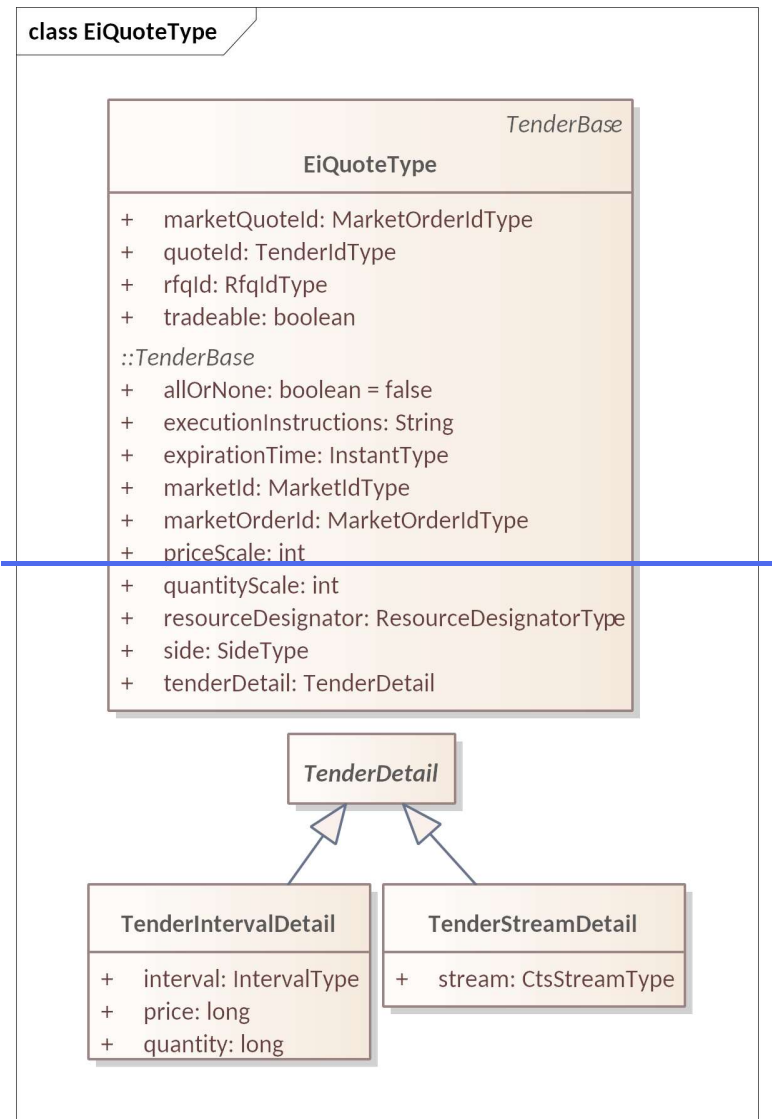 class EiQuoteType
TenderBase
EiQuoteType
+ marketQuoteId: MarketOrderIdType
+ quoteId: TenderIdType
+ rfqId: RfqIdType
+ tradeable: boolean
::TenderBase
+ allOrNone: boolean = false
+ executionInstructions: String
+ expirationTime: InstantType
+ marketId: MarketIdType
+ marketOrderId: MarketOrderIdType
+ priceScale: int
+ quantityScale: int
+ resourceDesignator: ResourceDesignatorType
+ side: SideType
+ tenderDetail: TenderDetail
TenderDetail
TenderIntervalDetail
+ interval: IntervalType
+ price: long
+ quantity: long
TenderStreamDetail
+ stream: CtsStreamType